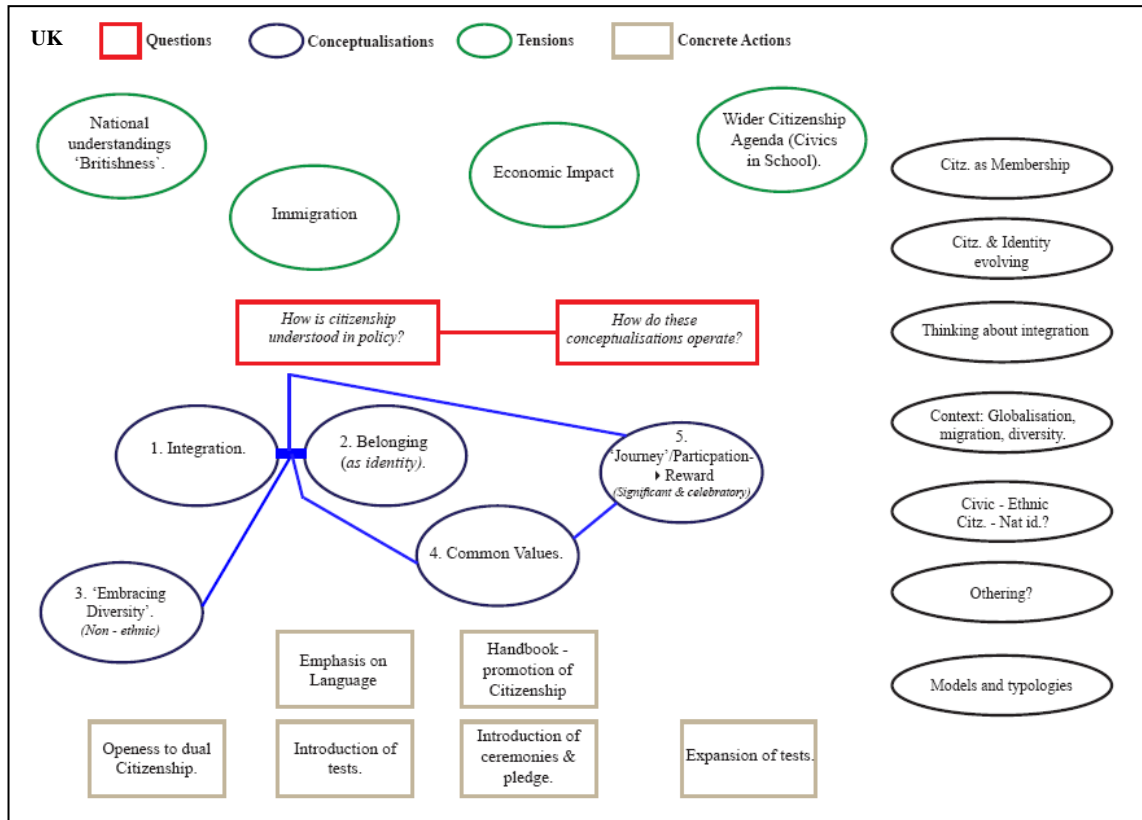 UK
Questions
Conceptualisations
Tensions
Concrete Actions
National
understandings
‘Britishness’.
Immigration
Economic Impact
Wider Citizenship
Agenda (Civics
in School).
How is citizenship
understood in policy?
How do these
conceptualisations operate?
1. Integration.
2. Belonging
(as identity).
5.
‘Journey’/Particpation-
Reward
(Significant & celebratory)
4. Common Values.
3. ‘Embracing
Diversity’.
(Non - ethnic)
Emphasis on
Language
Handbook -
promotion of
Citizenship
Openess to dual
Citizenship.
Introduction of
tests.
Introduction of
ceremonies &
pledge.
Expansion of tests.
Citz. as Membership
Citz. & Identity
evolving
Thinking about integration
Context: Globalisation,
migration, diversity.
Civic - Ethnic
Citz. - Nat id.?
Othering?
Models and typologies